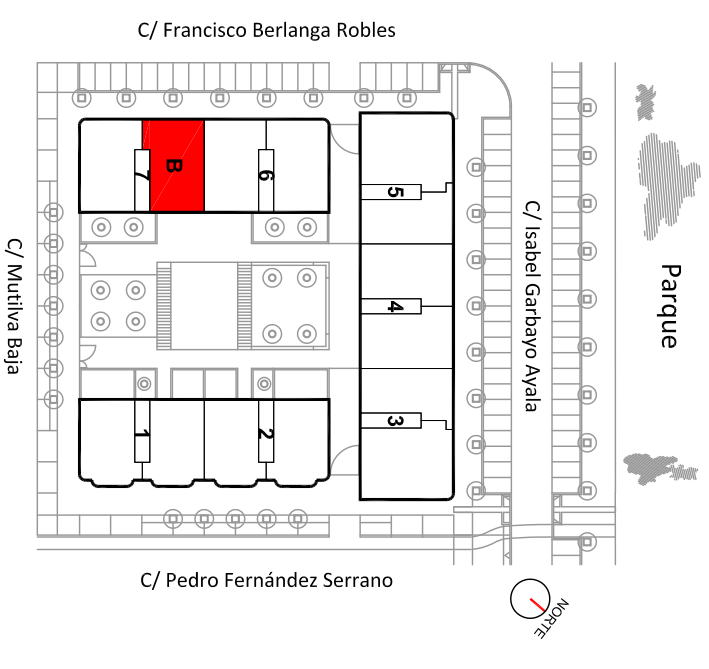 C/ Francisco Berlanga Robles
7
B
6
5
4
3
1
2
C/ Mutilva Baja
C/ Isabel Garbayo Ayala
Parque
C/ Pedro Fernández Serrano
NORTE